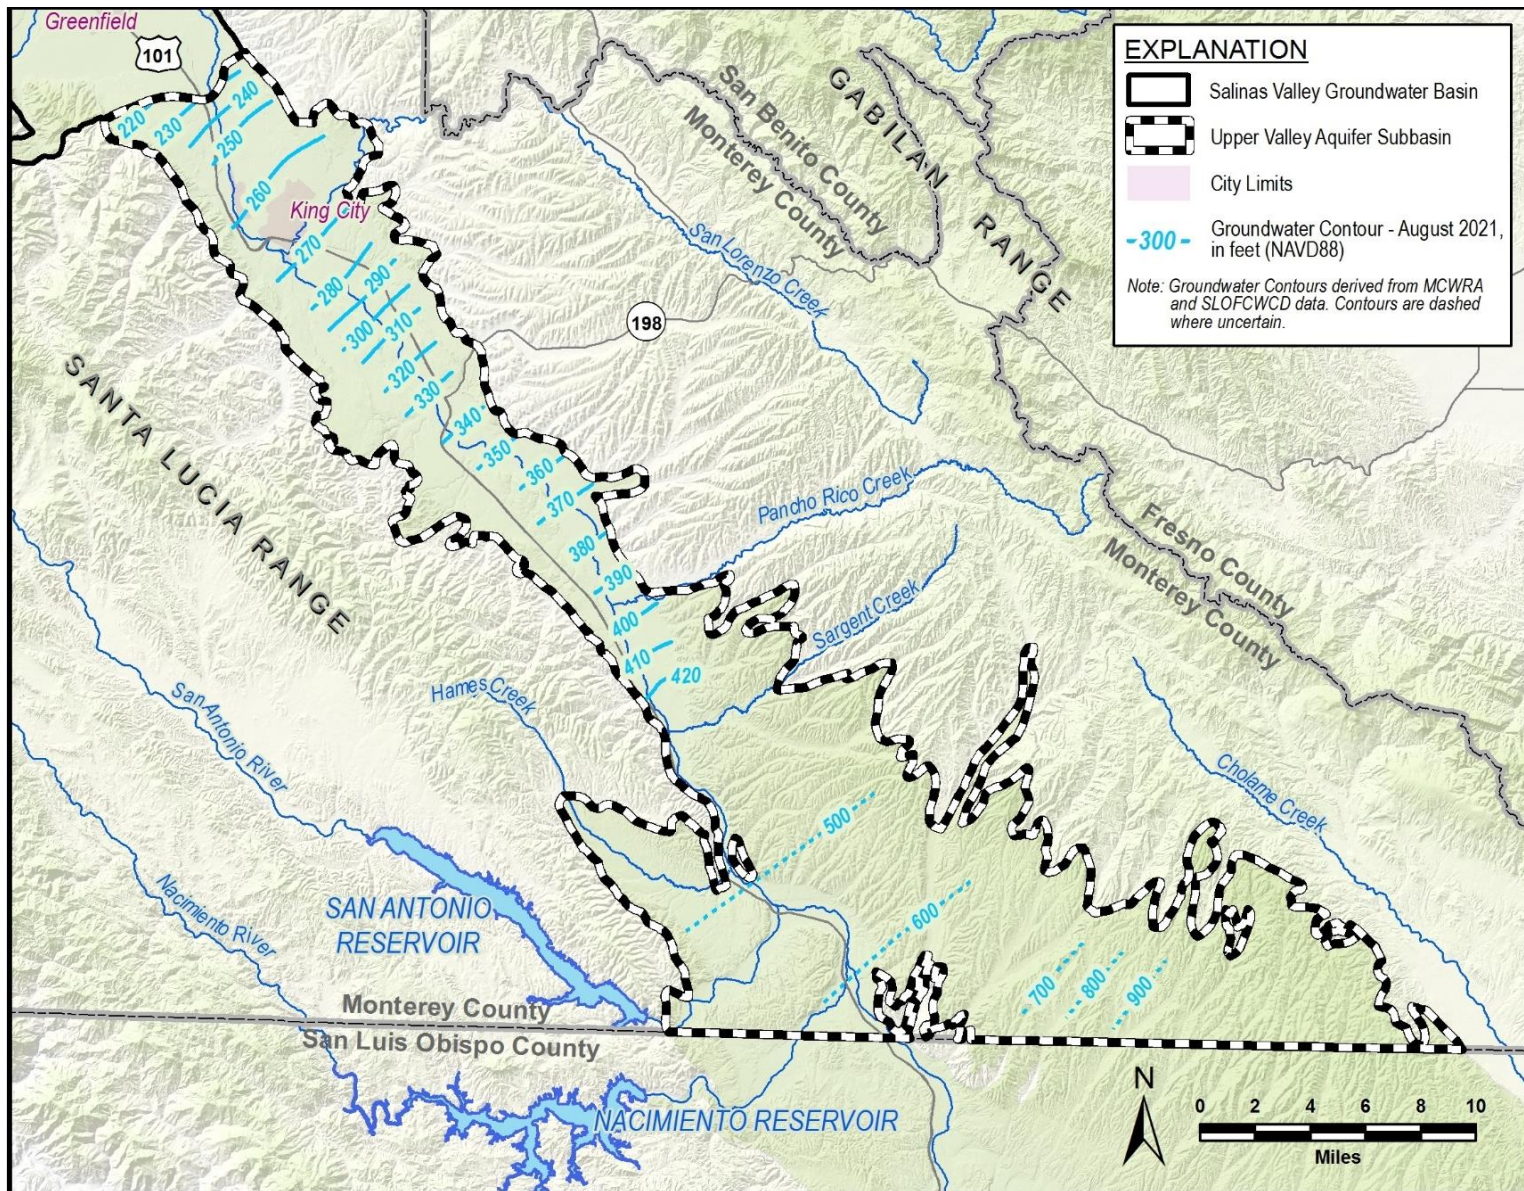 Greenfield
101
EXPLANATION
Salinas Valley Groundwater Basin
Upper Valley Aquifer Subbasin
City Limits
-300-
Groundwater Contour - August 2021,
in feet (NAVD88)
Note: Groundwater Contours derived from MCWRA
and SLOFCWCD data. Contours are dashed
where uncertain.
GABILAN
RANGE
San Benito County
Monterey County
220
230
240
250
260
King City
270
280
290
300
310
320
330
340
350
360
370
380
390
400
410
420
San Lorenzo Creek
198
SANTA LUCIA RANGE
Pancho Rico Creek
Fresno County
Monterey County
Sargent Creek
Hames Creek
San Antonio River
Cholame Creek
Nacimiento River
500
600
700
800
900
SAN ANTONIO
RESERVOIR
Monterey County
San Luis Obispo County
NACIMIENTO RESERVOIR
N
0 2 4 6 8 10
Miles